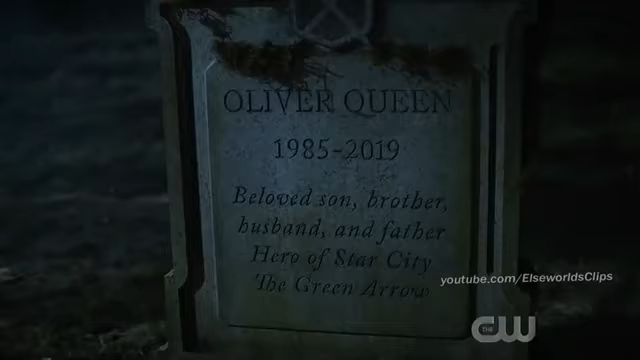 OLIVER QUEEN
1985-2019
Beloved son, brother,
husband, and father
Hero of Star City
The Green Arrow
youtube.com/ElseworldsClips
THE CW